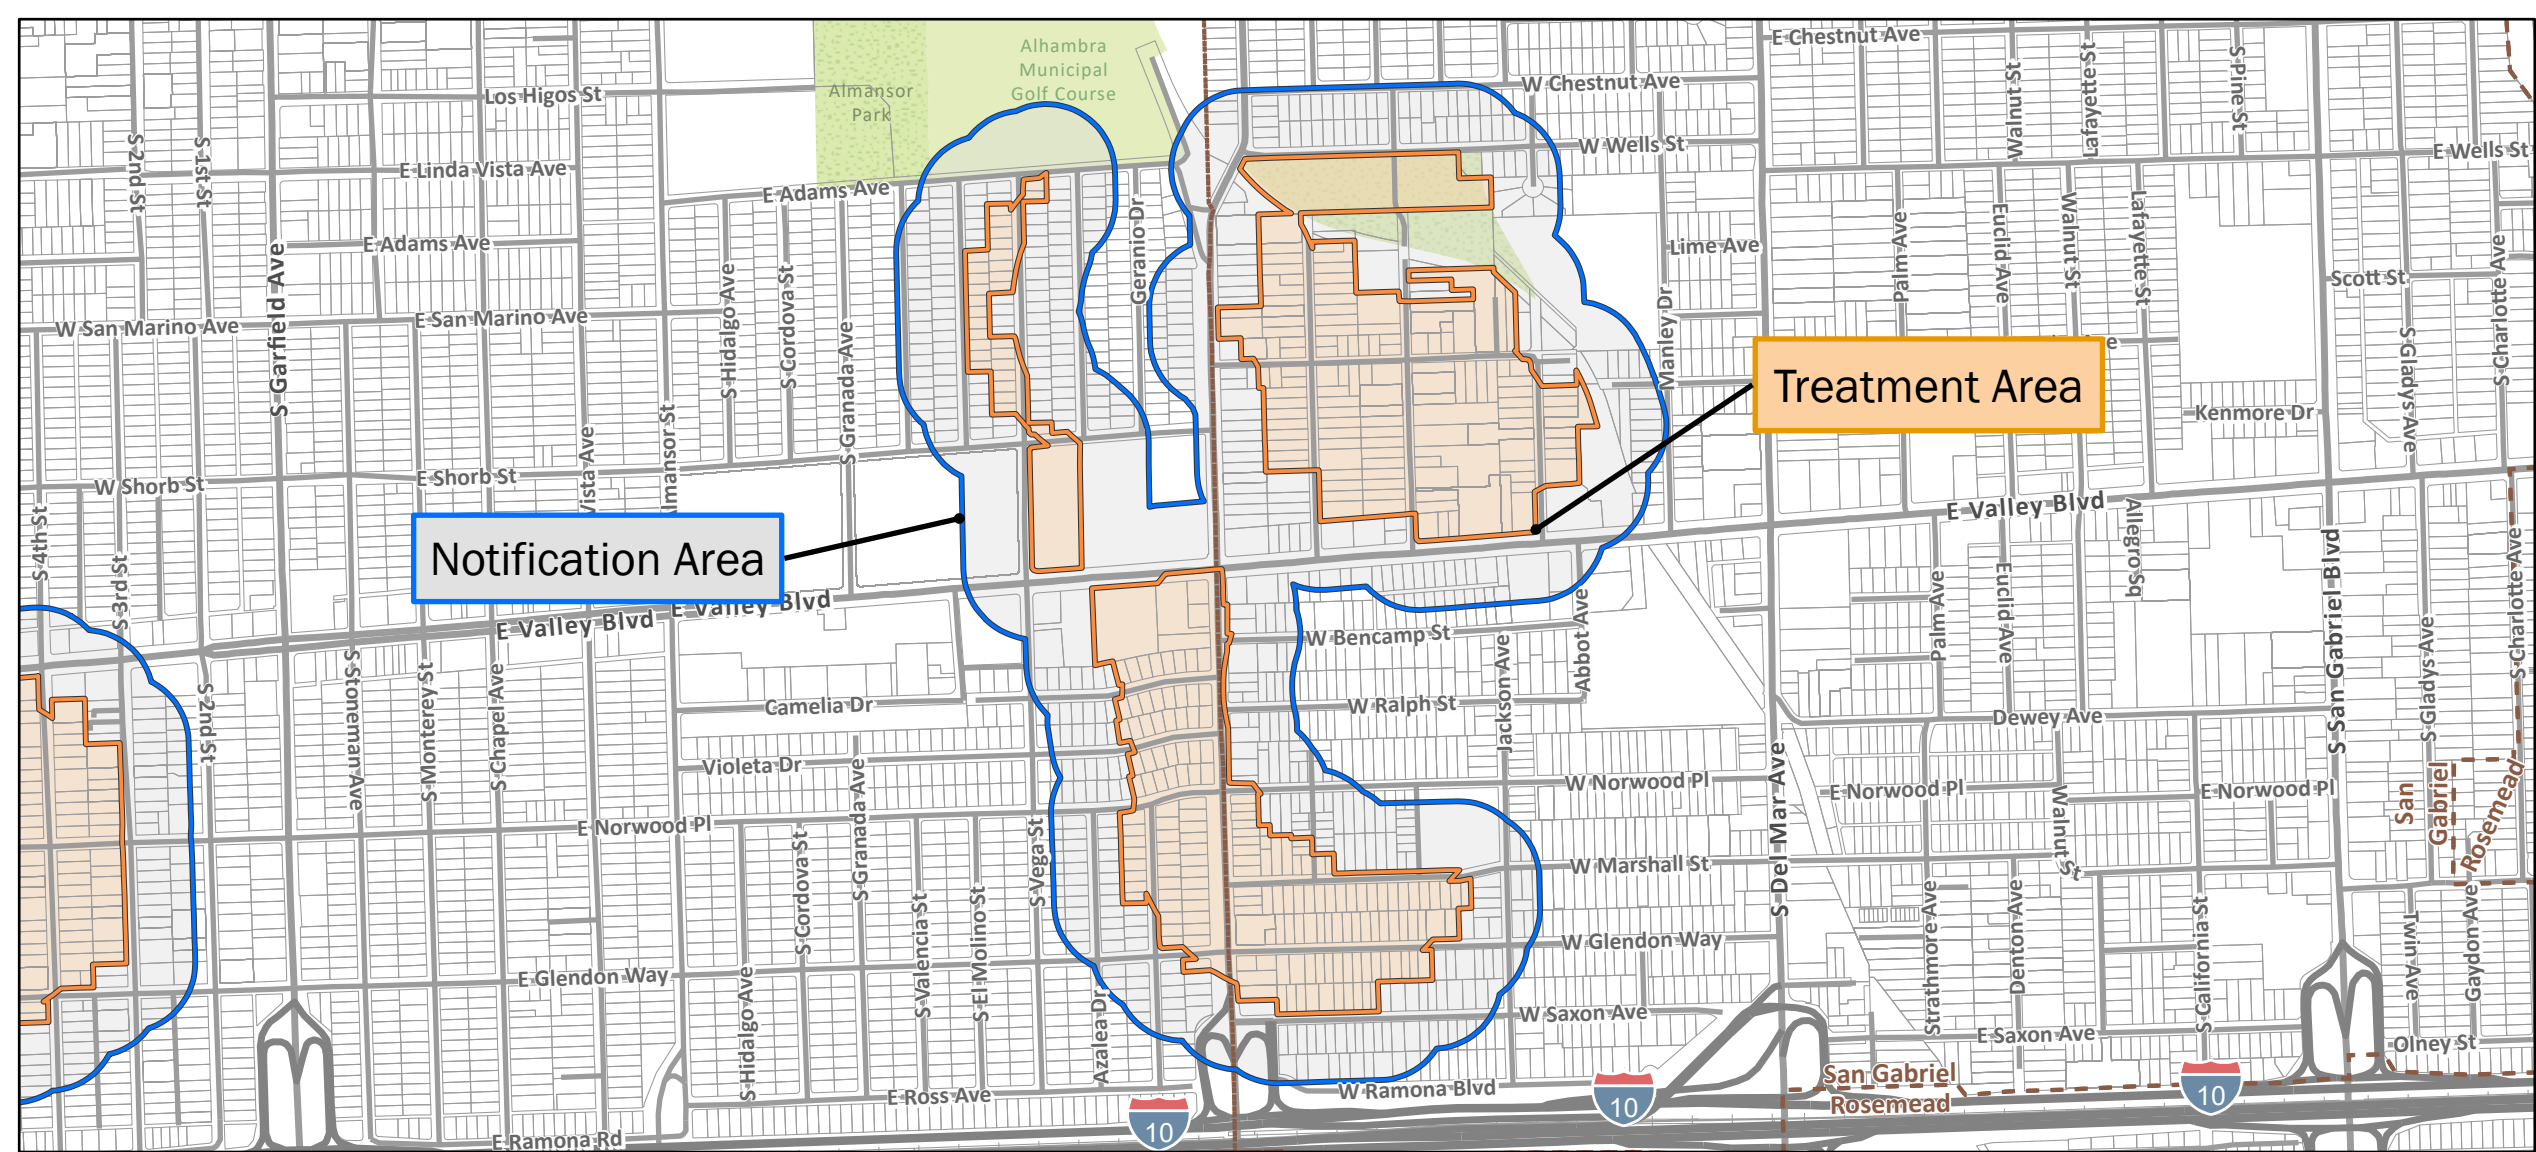 Alhambra
Municipal
Golf Course
Almansor
Park
E Chestnut Ave
W Chestnut Ave
Los Higos St
S 2nd St
S 1st St
E Linda Vista Ave
E Adams Ave
E Adams Ave
W Wells St
E Wells St
Walnut St
Lafayette St
S Pine St
Geranio Dr
S Garfield Ave
S Hidalgo Ave
S Cordova St
S Granada Ave
Lime Ave
Palm Ave
Euclid Ave
Walnut St
Lafayette St
Scott St
S Charlotte Ave
S Gladys Ave
W San Marino Ave
E San Marino Ave
Manley Dr
Treatment Area
Kenmore Dr
Almansor St
Vista Ave
W Shorb St
E Shorb St
S 4th St
S 3rd St
Notification Area
E Valley Blvd
E Valley Blvd
E Valley Blvd
Allegro Sq
S San Gabriel Blvd
S Charlotte Ave
Palm Ave
Euclid Ave
S Gladys Ave
W Bencamp St
Abbot Ave
Jackson Ave
W Ralph St
S 2nd St
S Stoneman Ave
S Monterey St
S Chapel Ave
Camelia Dr
Violeta Dr
S Granada Ave
Dewey Ave
S Del Mar Ave
W Norwood Pl
E Norwood Pl
E Norwood Pl
E Norwood Pl
Walnut St
San
Gabriel
Rosemead
S Vega St
S Cordova St
S Valencia St
S El Molino St
W Marshall St
W Glendon Way
E Glendon Way
S Hidalgo Ave
Azalea Dr
Strathmore Ave
Denton Ave
S California St
Twin Ave
Gaydon Ave
W Saxon Ave
E Saxon Ave
Olney St
E Ross Ave
W Ramona Blvd
San Gabriel
Rosemead
10
10
10
E Ramona Rd